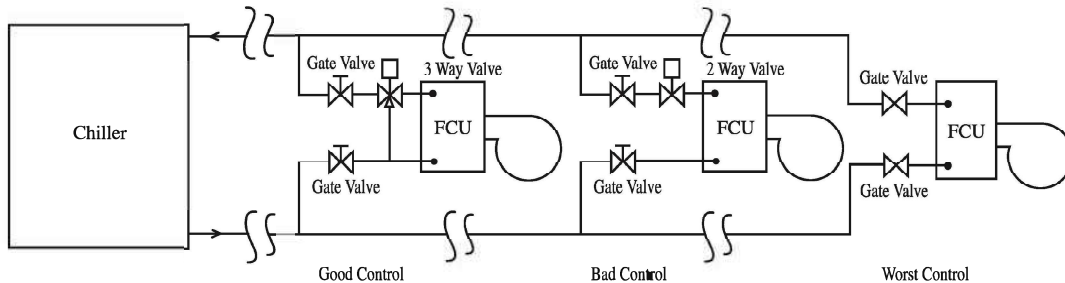 Gate Valve
3 Way Valve
Gate Valve
2 Way Valve
Gate Valve
Chiller
FCU
FCU
FCU
Gate Valve
Gate Valve
Gate Valve
Good Control
Bad Control
Worst Control